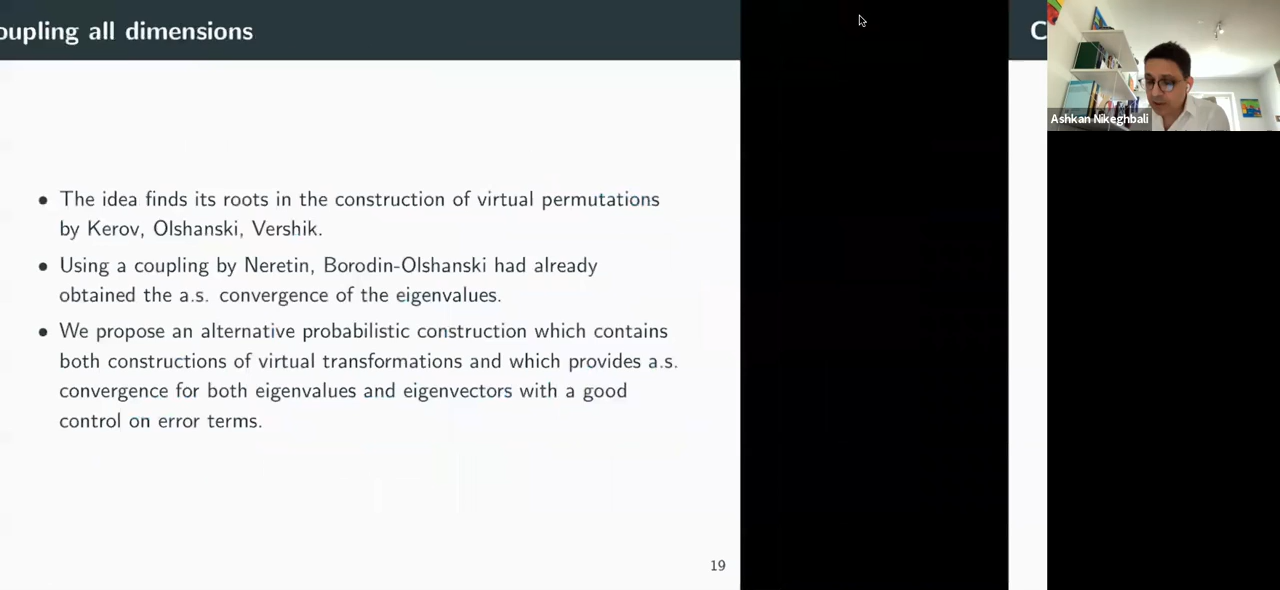 oupling all dimensions
C
Ashkan Nikeghbali
• The idea finds its roots in the construction of virtual permutations
by Kerov, Olshanski, Vershik.
• Using a coupling by Neretin, Borodin-Olshanski had already
obtained the a.s. convergence of the eigenvalues.
• We propose an alternative probabilistic construction which contains
both constructions of virtual transformations and which provides a.s.
convergence for both eigenvalues and eigenvectors with a good
control on error terms.
19